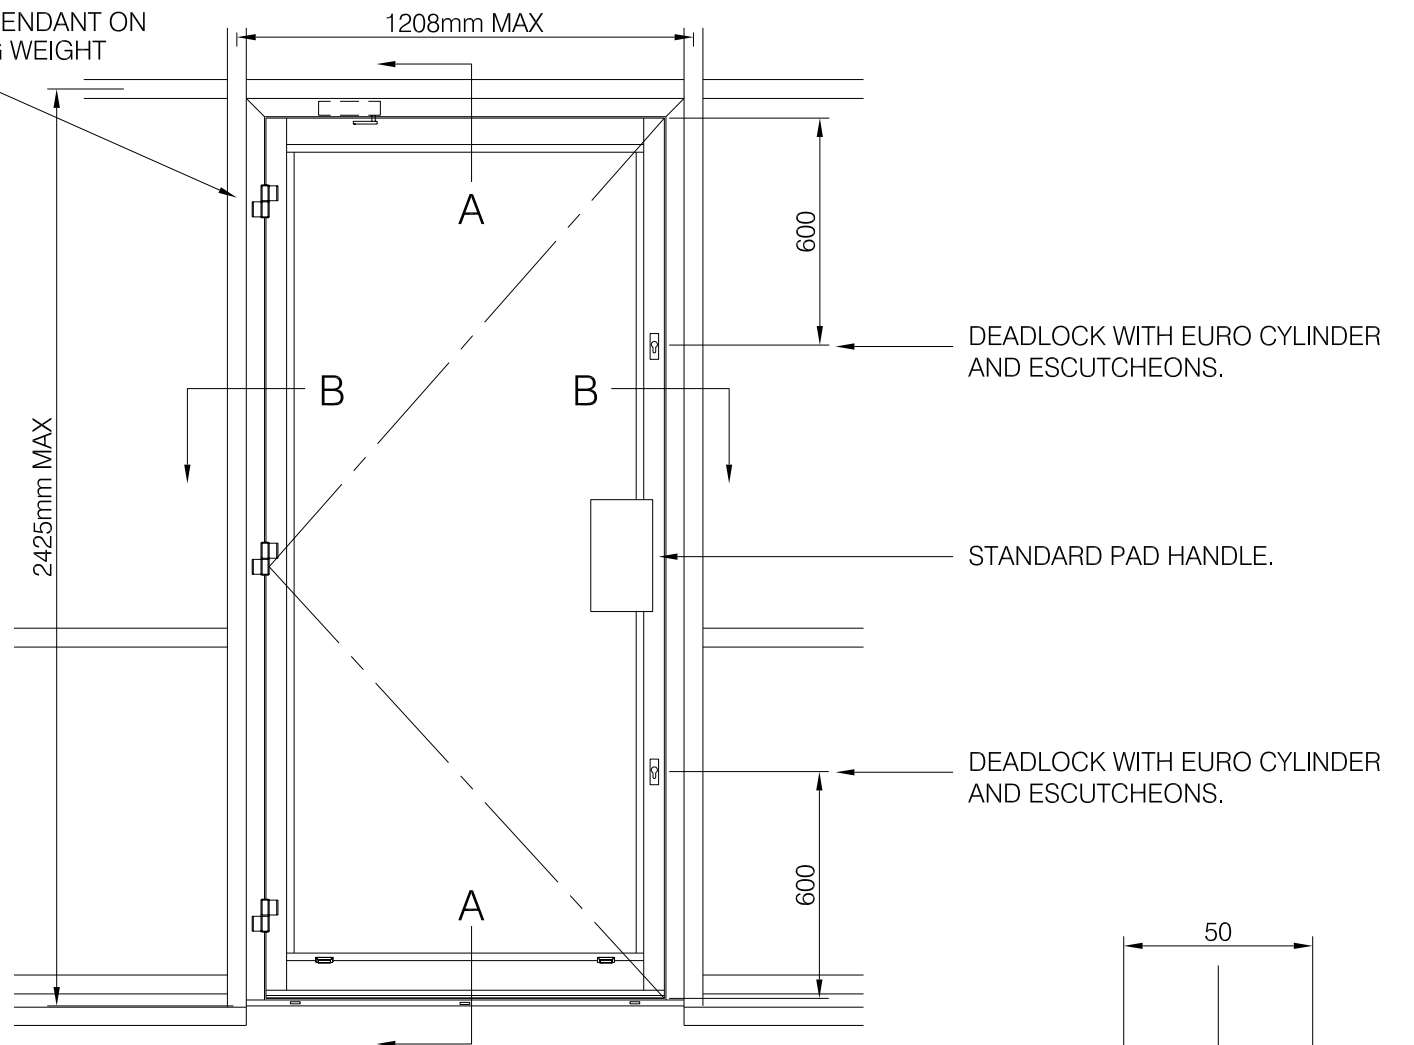 ENDANT ON
WEIGHT
1208mm MAX
A
600
DEADLOCK WITH EURO CYLINDER
AND ESCUTCHEONS.
B
B
2425mm MAX
STANDARD PAD HANDLE.
DEADLOCK WITH EURO CYLINDER
AND ESCUTCHEONS.
600
A
50